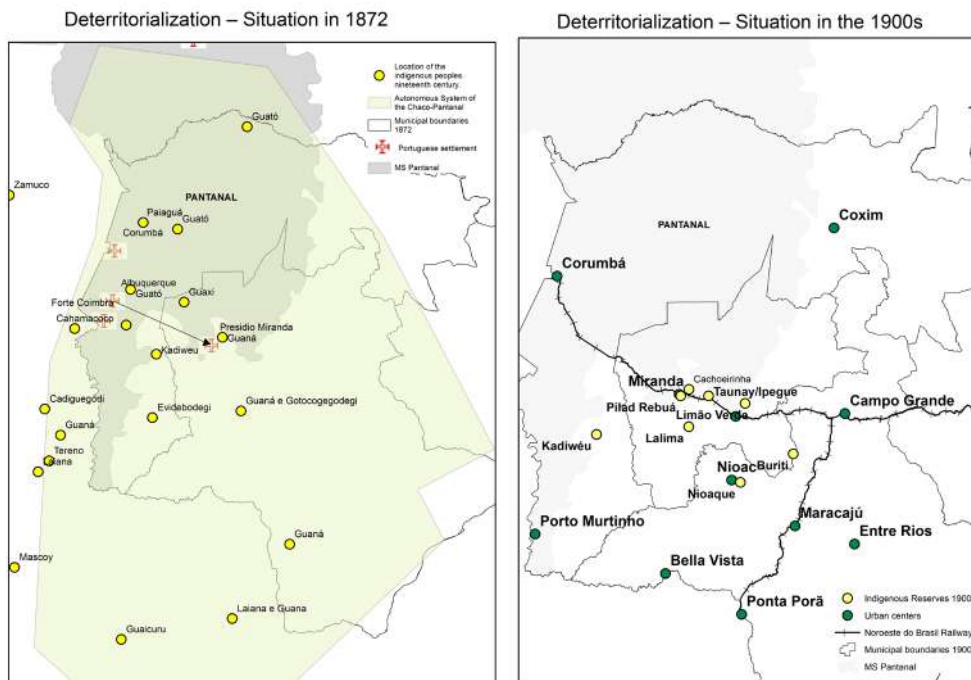 Deterritorialization – Situation in 1872
Location of the
indigenous peoples
nineteenth century.
Autonomous System of
the Chaco-Pantanal
Municipal boundaries
1872
Portuguese settlement
MS Pantanal
Guató
Zamuco
PANTANAL
Paiaguá
Guató
Corumbá
Albuquerque
Guató
Guaxi
Forte Coimbra
Cahamacoco
Presidio Miranda
Guaná
Kadiweu
Cadiguegodi
Evidebodegi
Guaná e Gotocogegodegi
Guaná
Tereno
Laiana
Guaná
Mascoy
Laiana e Guana
Guaicuru
Deterritorialization – Situation in the 1900s
PANTANAL
Coxim
Corumbá
Cachoeirinha
Miranda
Taunay/Ipegue
Pilad Rebuá
Limão Verde
Campo Grande
Lalima
Kadiwéu
Nioac
Buriti
Nioaque
Porto Murtinho
Maracajú
Entre Rios
Bella Vista
Ponta Porã
Indigenous Reserves 1900
Urban centers
Noroeste do Brasil Railway
Municipal boundaries 1900
MS Pantanal